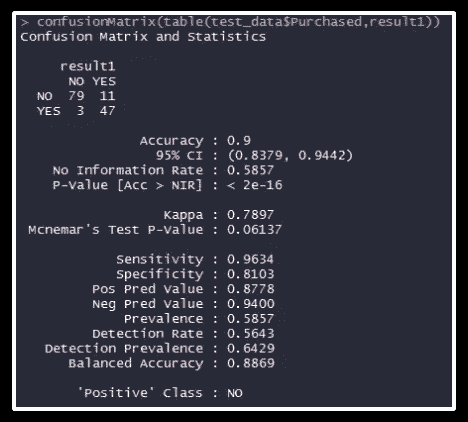 > confusionMatrix(table(test_data$Purchased,result1))
Confusion Matrix and Statistics
result1
NO YES
NO 79 11
YES 3 47
Accuracy : 0.9
95% CI : (0.8379, 0.9442)
No Information Rate : 0.5857
P-Value [Acc > NIR] : < 2e-16
Kappa : 0.7897
Mcnemar's Test P-Value : 0.06137
Sensitivity : 0.9634
Specificity : 0.8103
Pos Pred Value : 0.8778
Neg Pred Value : 0.9400
Prevalence : 0.5857
Detection Rate : 0.5643
Detection Prevalence : 0.6429
Balanced Accuracy : 0.8869
'Positive' Class : NO